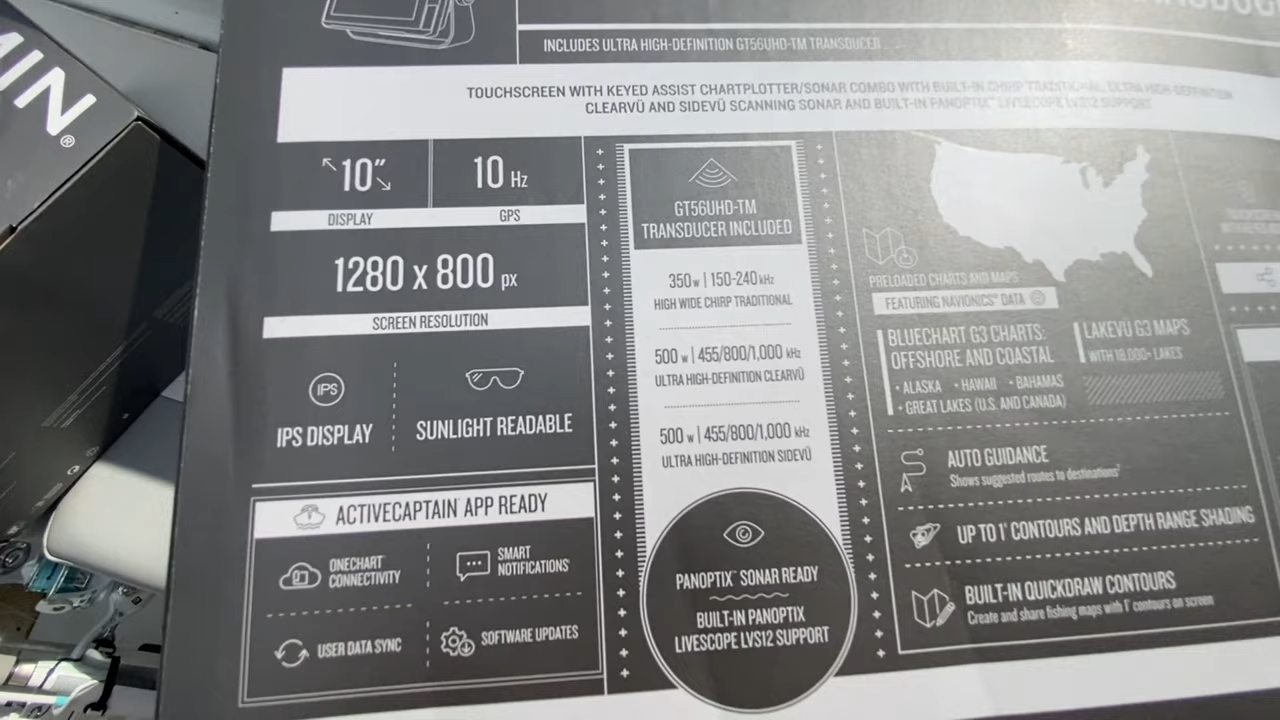 MIN®
INCLUDES ULTRA HIGH-DEFINITION GT56UHD-TM TRANSDUCER
TOUCHSCREEN WITH KEYED ASSIST CHARTPLOTTER/SONAR COMBO WITH BUILT-IN CHIRP TRADITIONAL, ULTRA HIGH-DEFINITION
CLEARVÜ AND SIDEVÜ SCANNING SONAR AND BUILT-IN PANOPTIX™ LIVESCOPE LVS12 SUPPORT
10"
DISPLAY
10 Hz
GPS
1280 x 800 px
SCREEN RESOLUTION
IPS
IPS DISPLAY
SUNLIGHT READABLE
ACTIVECAPTAIN® APP READY
ONECHART™
CONNECTIVITY
SMART
NOTIFICATIONS
USER DATA SYNC
SOFTWARE UPDATES
GT56UHD-TM
TRANSDUCER INCLUDED
350 w | 150-240 kHz
HIGH WIDE CHIRP TRADITIONAL
500 w | 455/800/1,000 kHz
ULTRA HIGH-DEFINITION CLEARVÜ
500 w | 455/800/1,000 kHz
ULTRA HIGH-DEFINITION SIDEVÜ
PANOPTIX™ SONAR READY
BUILT-IN PANOPTIX
LIVESCOPE LVS12 SUPPORT
PRELOADED CHARTS AND MAPS
FEATURING NAVIONICS® DATA
BLUECHART G3 CHARTS:
OFFSHORE AND COASTAL
• ALASKA • HAWAII • BAHAMAS
• GREAT LAKES (U.S. AND CANADA)
LAKEVÜ G3 MAPS
WITH 18,000+ LAKES
AUTO GUIDANCE
Shows suggested routes to destinations²
UP TO 1' CONTOURS AND DEPTH RANGE SHADING
BUILT-IN QUICKDRAW CONTOURS
Create and share fishing maps with 1' contours on screen